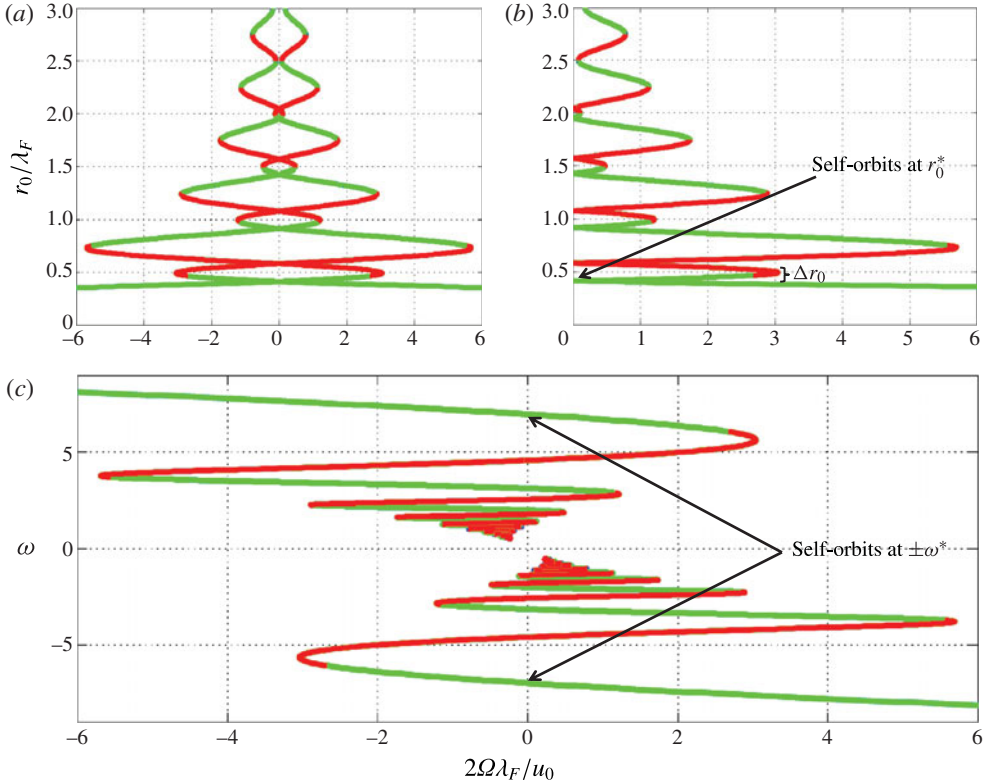 (a)
3.0
2.5
2.0
1.5
1.0
0.5
0
r₀/λ_F
−6 −4 −2 0 2 4 6
(b)
3.0
2.5
2.0
1.5
1.0
0.5
0
Self-orbits at r₀*
Δr₀
0 1 2 3 4 5 6
(c)
5
0
−5
ω
Self-orbits at ±ω*
−6 −4 −2 0 2 4 6
2Ωλ_F/u₀